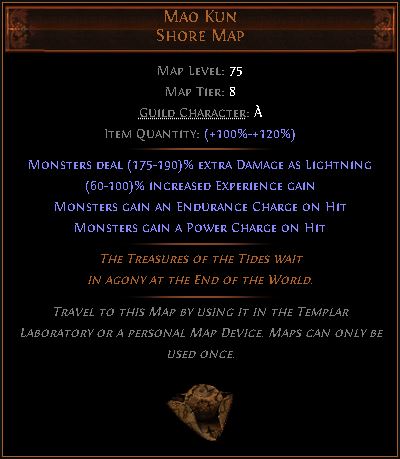 Mao Kun
Shore Map
Map Level: 75
Map Tier: 8
Guild Character: À
Item Quantity: (+100%-+120%)
Monsters deal (175-190)% extra Damage as Lightning
(60-100)% increased Experience gain
Monsters gain an Endurance Charge on Hit
Monsters gain a Power Charge on Hit
The Treasures of the Tides wait
in agony at the End of the World.
Travel to this Map by using it in the Templar
Laboratory or a personal Map Device. Maps can only be
used once.